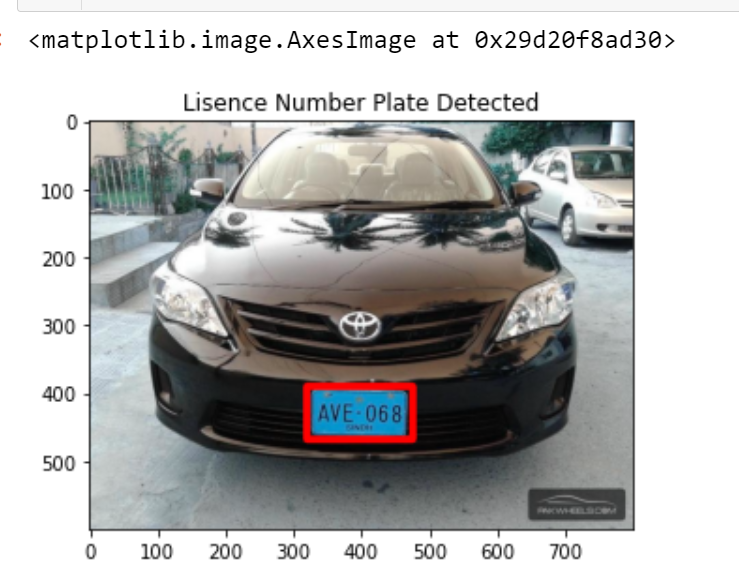 <matplotlib.image.AxesImage at 0x29d20f8ad30>
Lisence Number Plate Detected
0
100
200
300
400
500
AVE·068
SINDH
PAKWHEELS.COM
0 100 200 300 400 500 600 700